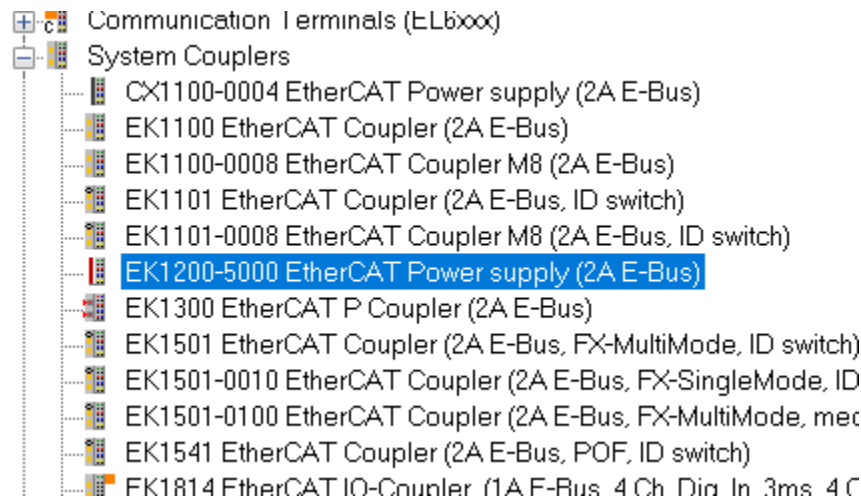 Communication Terminals (EL6xxx)
System Couplers
CX1100-0004 EtherCAT Power supply (2A E-Bus)
EK1100 EtherCAT Coupler (2A E-Bus)
EK1100-0008 EtherCAT Coupler M8 (2A E-Bus)
EK1101 EtherCAT Coupler (2A E-Bus, ID switch)
EK1101-0008 EtherCAT Coupler M8 (2A E-Bus, ID switch)
EK1200-5000 EtherCAT Power supply (2A E-Bus)
EK1300 EtherCAT P Coupler (2A E-Bus)
EK1501 EtherCAT Coupler (2A E-Bus, FX-MultiMode, ID switch)
EK1501-0010 EtherCAT Coupler (2A E-Bus, FX-SingleMode, ID
EK1501-0100 EtherCAT Coupler (2A E-Bus, FX-MultiMode, med
EK1541 EtherCAT Coupler (2A E-Bus, POF, ID switch)
EK1814 EtherCAT IO-Coupler (1A E-Bus, 4 Ch. Dig. In, 3ms, 4 C